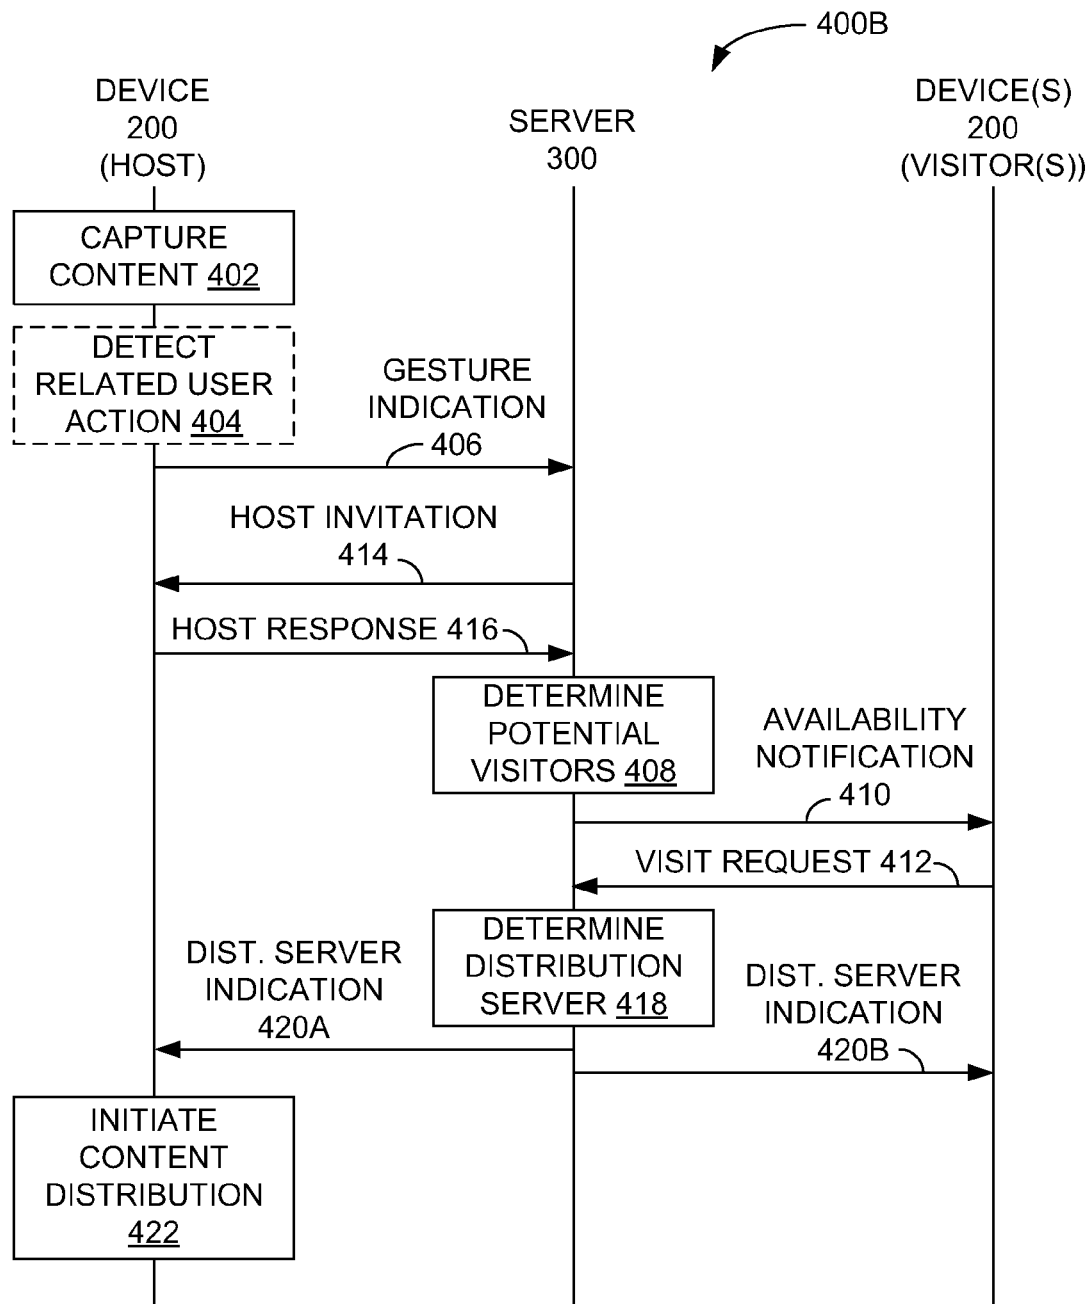 400B
DEVICE
200
(HOST)
SERVER
300
DEVICE(S)
200
(VISITOR(S))
CAPTURE
CONTENT 402
DETECT
RELATED USER
ACTION 404
GESTURE
INDICATION
406
HOST INVITATION
414
HOST RESPONSE 416
DETERMINE
POTENTIAL
VISITORS 408
AVAILABILITY
NOTIFICATION
410
VISIT REQUEST 412
DETERMINE
DISTRIBUTION
SERVER 418
DIST. SERVER
INDICATION
420A
DIST. SERVER
INDICATION
420B
INITIATE
CONTENT
DISTRIBUTION
422